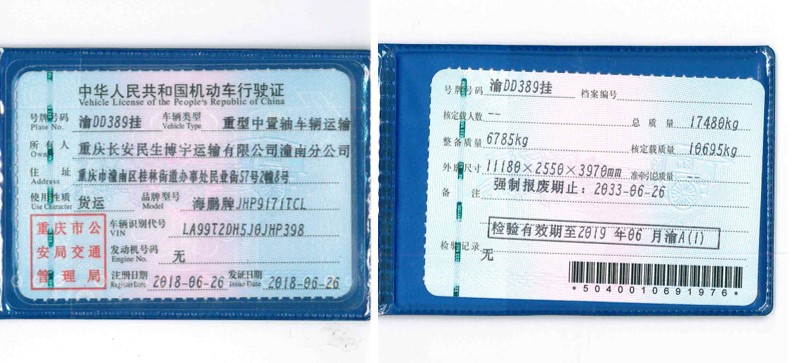 中华人民共和国机动车行驶证
Vehicle License of the People's Republic of China
号牌号码 Plate No. 渝DD389挂 车辆类型 Vehicle Type 重型中置轴车辆运输
所有人 Owner 重庆长安民生博宇运输有限公司潼南分公司
住址 Address 重庆市潼南区桂林街道办事处民业街57号2幢8号
使用性质 Use Character 货运 品牌型号 Model 海鹏牌JHP9171TCL
重庆市公安局交通管理局
车辆识别代号 VIN LA99T2DH5J0JHP398
发动机号码 Engine No. 无
注册日期 Register Date 2018-06-26 发证日期 Issue Date 2018-06-26
号牌号码 渝DD389挂 档案编号
核定载人数 -- 总质量 17480kg
整备质量 6785kg 核定载质量 10695kg
外廓尺寸 11180×2550×3970mm 准牵引总质量 --
备注 强制报废期止：2033-06-26
检验有效期至2019 年06 月渝A(1)
检验记录 无
*5040010691976*